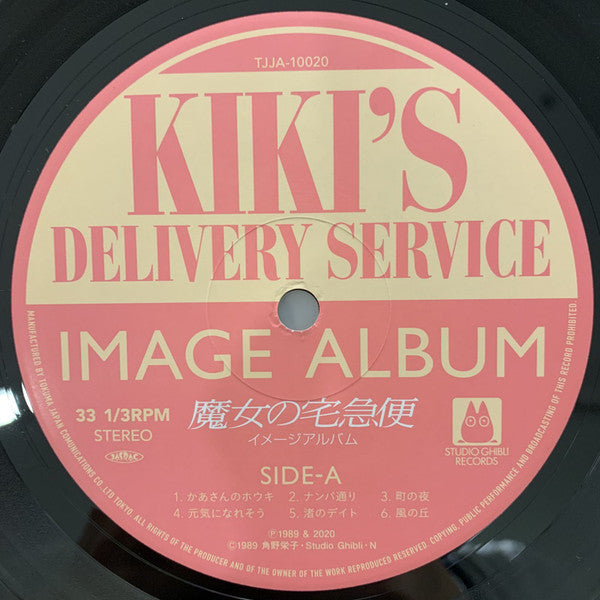 TJJA-10020
KIKI'S
DELIVERY SERVICE
IMAGE ALBUM
33 1/3RPM
STEREO
JASRAC
魔女の宅急便
イメージアルバム
STUDIO GHIBLI
RECORDS
SIDE-A
1. かあさんのホウキ 2. ナンパ通り 3. 町の夜
4. 元気になれそう 5. 渚のデイト 6. 風の丘
Ⓟ1989 & 2020
©1989 角野栄子・Studio Ghibli・N
MANUFACTURED BY TOKUMA JAPAN COMUNICATIONS CO., LTD TOKYO. ALL RIGHTS OF THE PRODUCER AND OF THE OWNER OF THE WORK REPRODUCED RESERVED. COPYING, PUBLIC PERFORMANCE AND BROADCASTING OF THIS RECORD PROHIBITED.